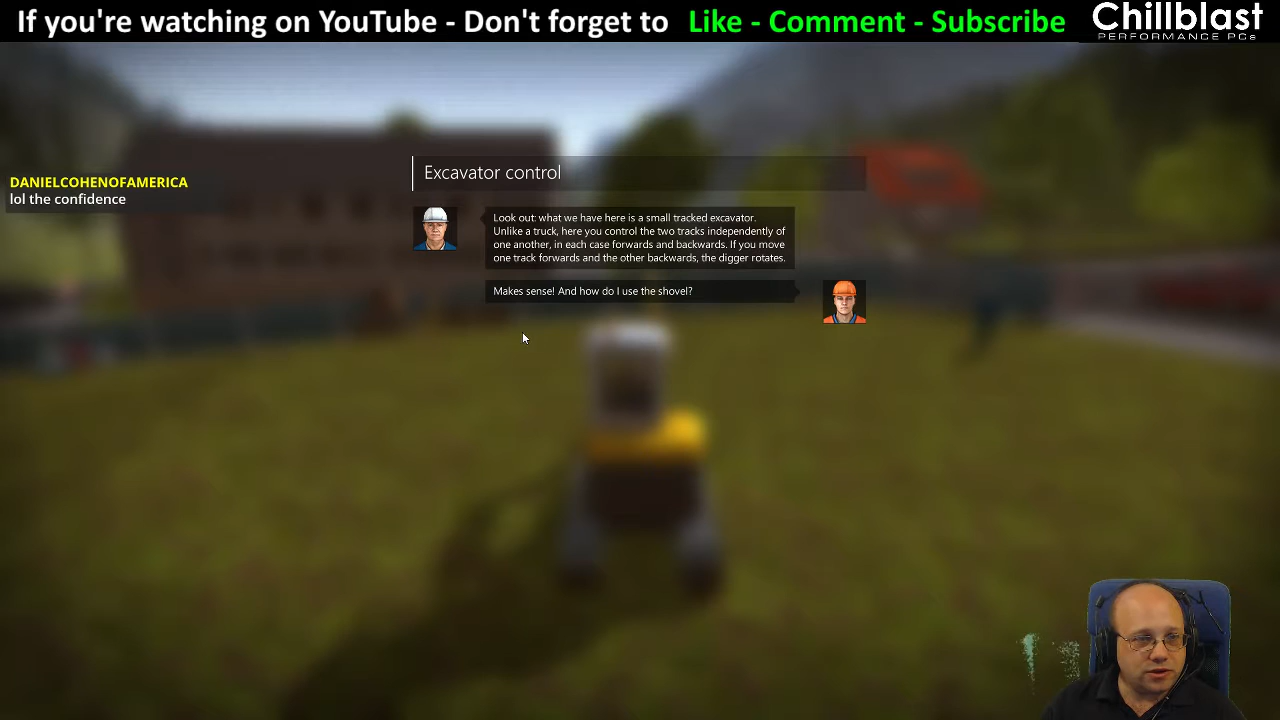 If you're watching on YouTube - Don't forget to Like - Comment - Subscribe
Chillblast
PERFORMANCE PCs
DANIELCOHENOFAMERICA
lol the confidence
Excavator control
Look out: what we have here is a small tracked excavator.
Unlike a truck, here you control the two tracks independently of
one another, in each case forwards and backwards. If you move
one track forwards and the other backwards, the digger rotates.
Makes sense! And how do I use the shovel?